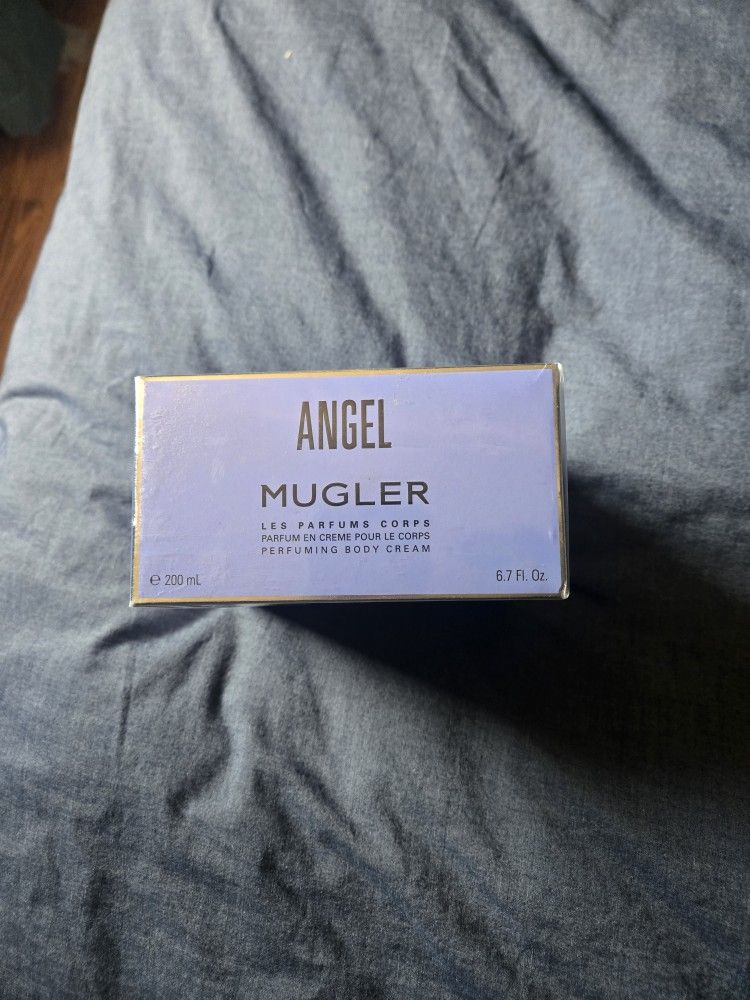 ANGEL
MUGLER
LES PARFUMS CORPS
PARFUM EN CREME POUR LE CORPS
PERFUMING BODY CREAM
℮ 200 mL 6.7 Fl. Oz.